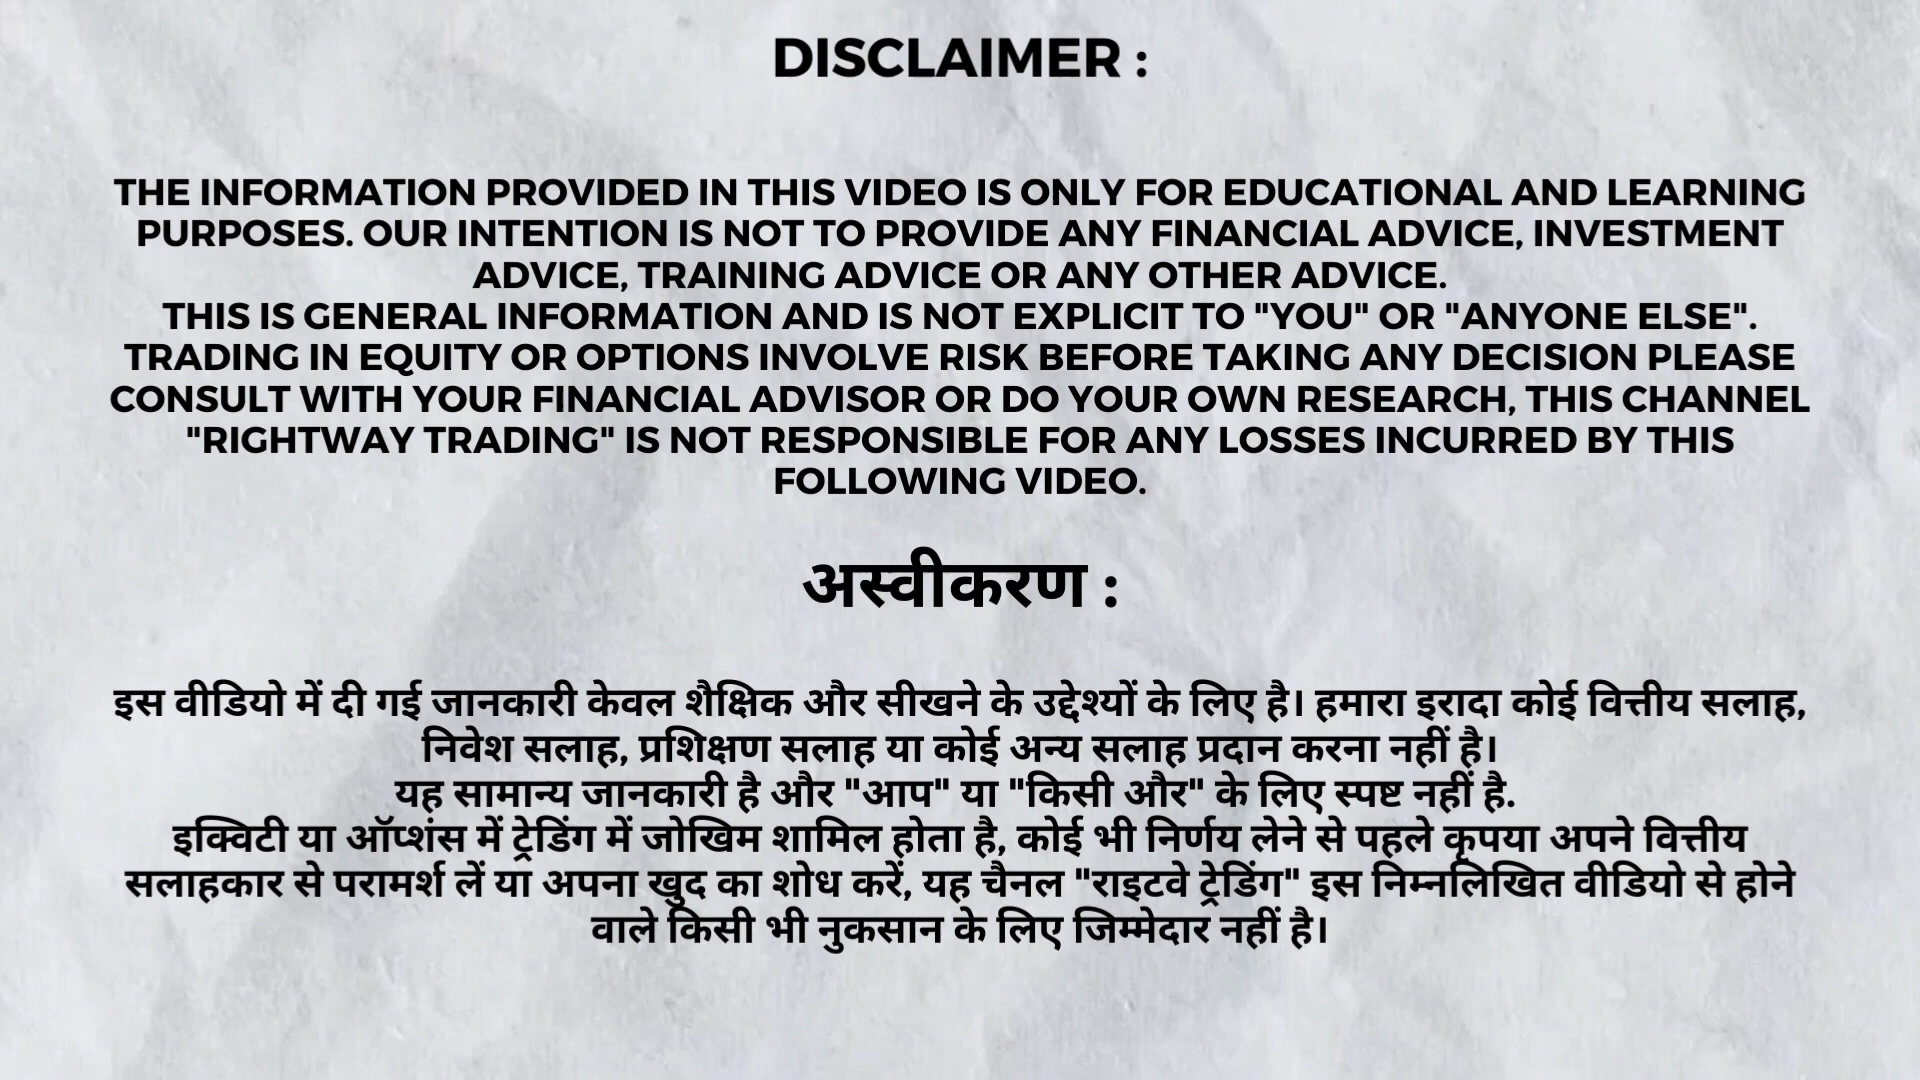 DISCLAIMER :
THE INFORMATION PROVIDED IN THIS VIDEO IS ONLY FOR EDUCATIONAL AND LEARNING
PURPOSES. OUR INTENTION IS NOT TO PROVIDE ANY FINANCIAL ADVICE, INVESTMENT
ADVICE, TRAINING ADVICE OR ANY OTHER ADVICE.
THIS IS GENERAL INFORMATION AND IS NOT EXPLICIT TO "YOU" OR "ANYONE ELSE".
TRADING IN EQUITY OR OPTIONS INVOLVE RISK BEFORE TAKING ANY DECISION PLEASE
CONSULT WITH YOUR FINANCIAL ADVISOR OR DO YOUR OWN RESEARCH, THIS CHANNEL
"RIGHTWAY TRADING" IS NOT RESPONSIBLE FOR ANY LOSSES INCURRED BY THIS
FOLLOWING VIDEO.
अस्वीकरण :
इस वीडियो में दी गई जानकारी केवल शैक्षिक और सीखने के उद्देश्यों के लिए है। हमारा इरादा कोई वित्तीय सलाह,
निवेश सलाह, प्रशिक्षण सलाह या कोई अन्य सलाह प्रदान करना नहीं है।
यह सामान्य जानकारी है और "आप" या "किसी और" के लिए स्पष्ट नहीं है.
इक्विटी या ऑप्शंस में ट्रेडिंग में जोखिम शामिल होता है, कोई भी निर्णय लेने से पहले कृपया अपने वित्तीय
सलाहकार से परामर्श लें या अपना खुद का शोध करें, यह चैनल "राइटवे ट्रेडिंग" इस निम्नलिखित वीडियो से होने
वाले किसी भी नुकसान के लिए जिम्मेदार नहीं है।